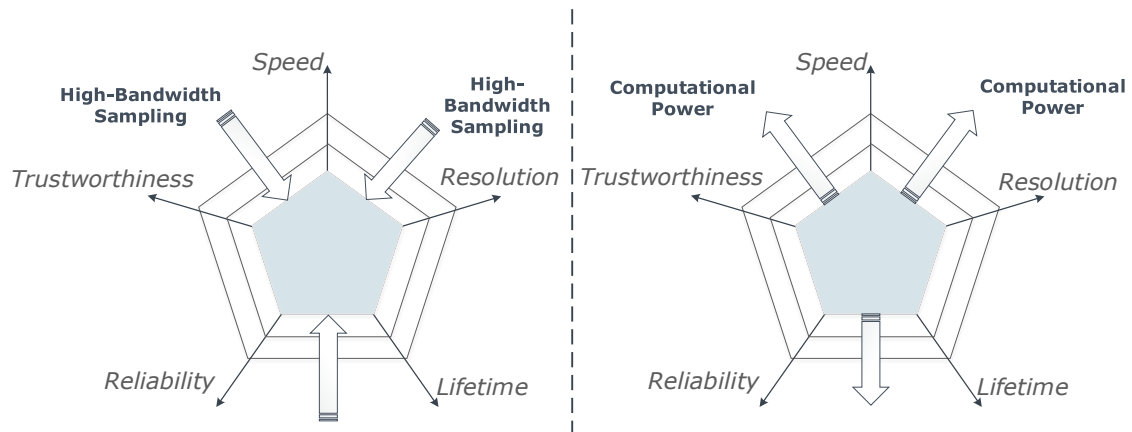 Speed
High-Bandwidth
Sampling
High-
Bandwidth
Sampling
Trustworthiness
Resolution
Reliability
Lifetime
Speed
Computational
Power
Computational
Power
Trustworthiness
Resolution
Reliability
Lifetime